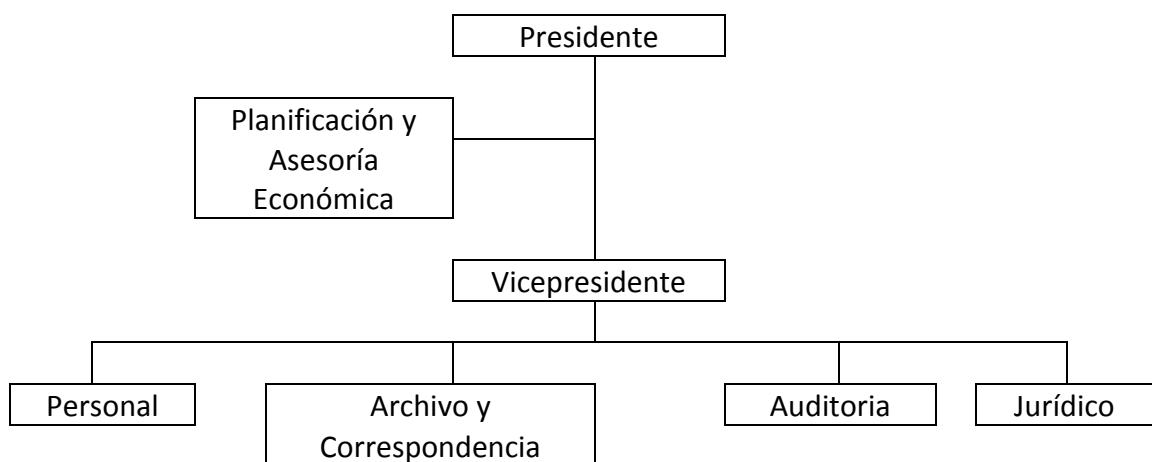 Presidente
Planificación y
Asesoría
Económica
Vicepresidente
Personal
Archivo y
Correspondencia
Auditoria
Jurídico